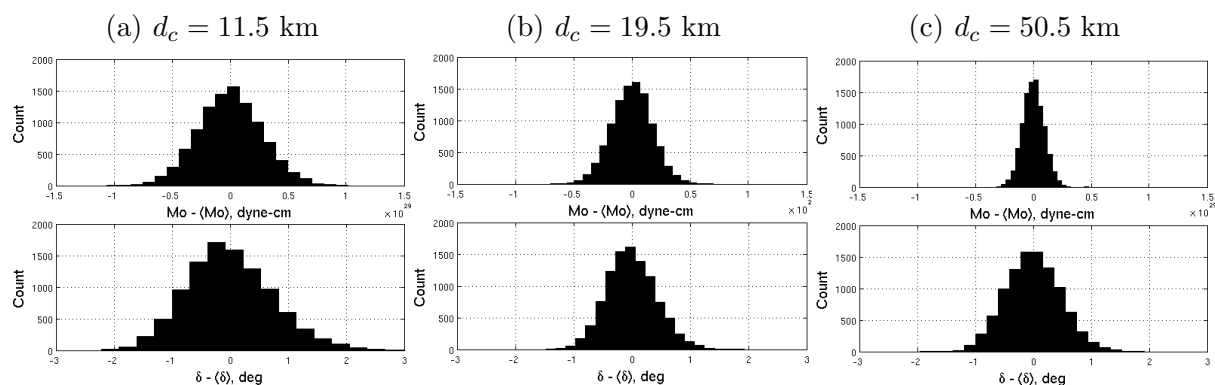 (a) d_c = 11.5 km
(b) d_c = 19.5 km
(c) d_c = 50.5 km
2000
1500
1000
500
0
Count
-1.5 -1 -0.5 0 0.5 1 1.5
Mo - ⟨Mo⟩, dyne-cm
×10^29
2000
1500
1000
500
0
Count
-1.5 -1 -0.5 0 0.5 1 1.5
Mo - ⟨Mo⟩, dyne-cm
×10^2
2000
1500
1000
500
0
Count
-1.5 -1 -0.5 0 0.5 1 1.5
Mo - ⟨Mo⟩, dyne-cm
×10^29
2000
1500
1000
500
0
Count
-3 -2 -1 0 1 2 3
δ - ⟨δ⟩, deg
2000
1500
1000
500
0
Count
-3 -2 -1 0 1 2 3
δ - ⟨δ⟩, deg
2000
1500
1000
500
0
Count
-3 -2 -1 0 1 2 3
δ - ⟨δ⟩, deg